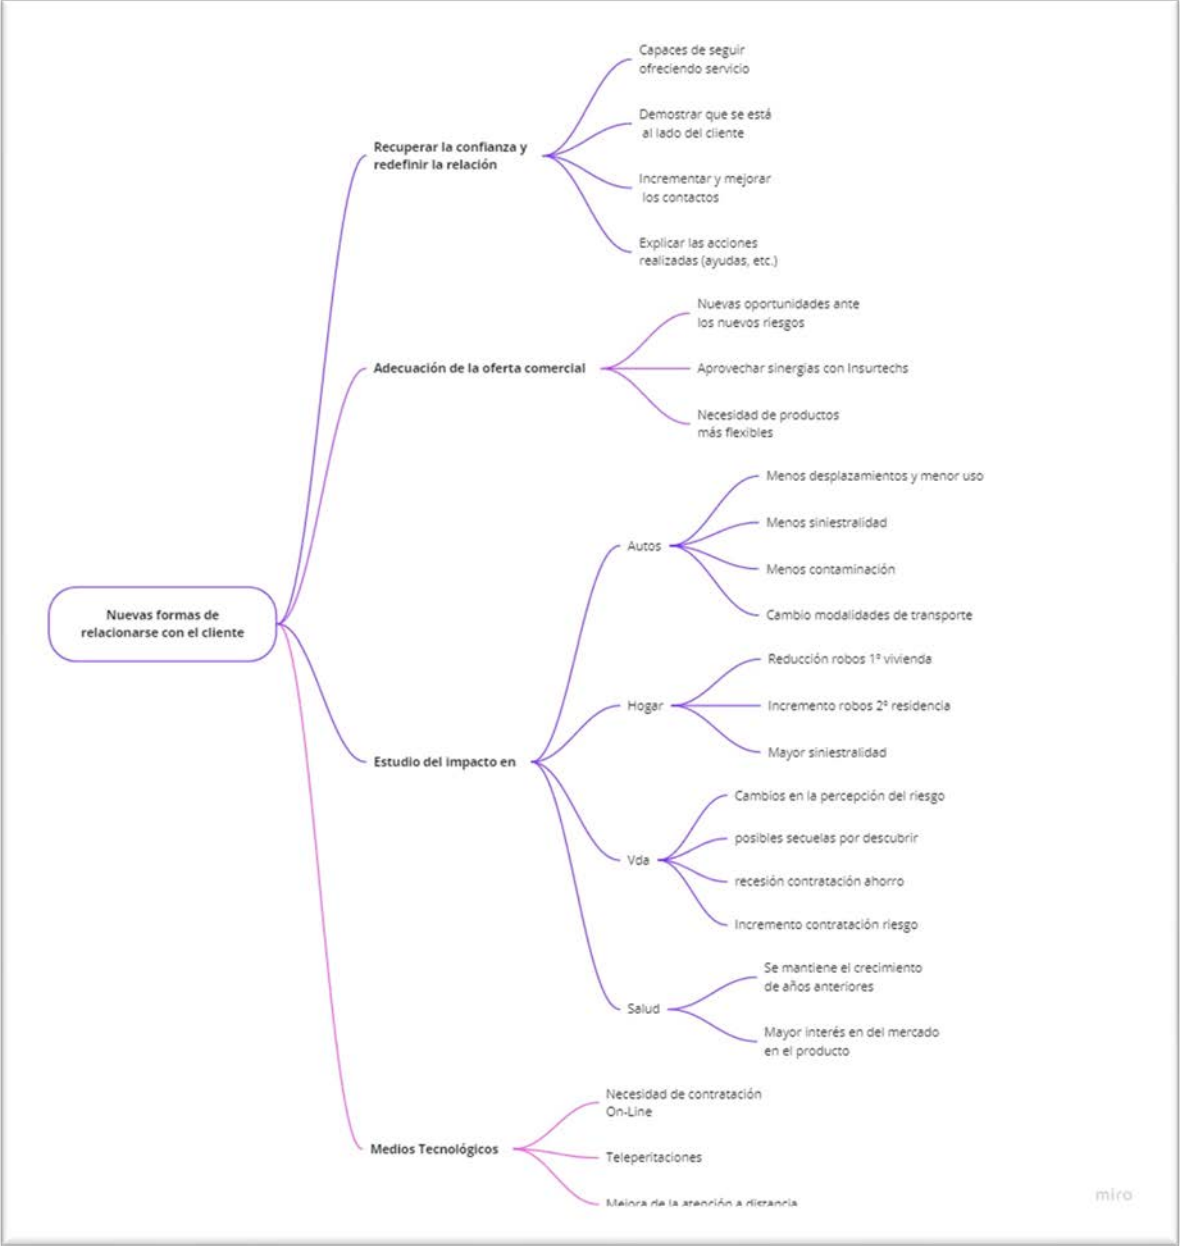 Capaces de seguir
ofreciendo servicio
Demostrar que se está
al lado del cliente
Recuperar la confianza y
redefinir la relación
Incrementar y mejorar
los contactos
Explicar las acciones
realizadas (ayudas, etc.)
Nuevas oportunidades ante
los nuevos riesgos
Adecuación de la oferta comercial
Aprovechar sinergias con Insurtechs
Necesidad de productos
más flexibles
Menos desplazamientos y menor uso
Menos siniestralidad
Autos
Menos contaminación
Cambio modalidades de transporte
Nuevas formas de
relacionarse con el cliente
Reducción robos 1ª vivienda
Hogar
Incremento robos 2ª residencia
Mayor siniestralidad
Estudio del impacto en
Cambios en la percepción del riesgo
posibles secuelas por descubrir
Vda
recesión contratación ahorro
Incremento contratación riesgo
Se mantiene el crecimiento
de años anteriores
Salud
Mayor interés en del mercado
en el producto
Necesidad de contratación
On-Line
Medios Tecnológicos
Teleperitaciones
Mejora de la atención a distancia
miro